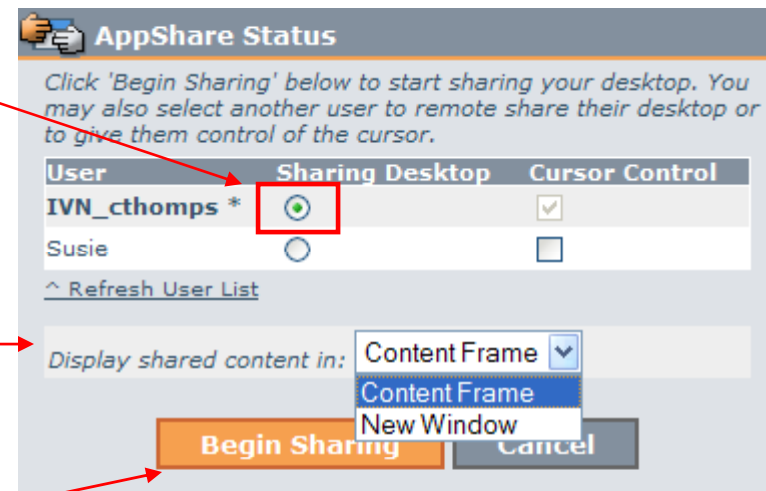 AppShare Status
Click 'Begin Sharing' below to start sharing your desktop. You
may also select another user to remote share their desktop or
to give them control of the cursor.
User Sharing Desktop Cursor Control
IVN_cthomps *
Susie
^ Refresh User List
Display shared content in: Content Frame
Content Frame
New Window
Begin Sharing Cancel